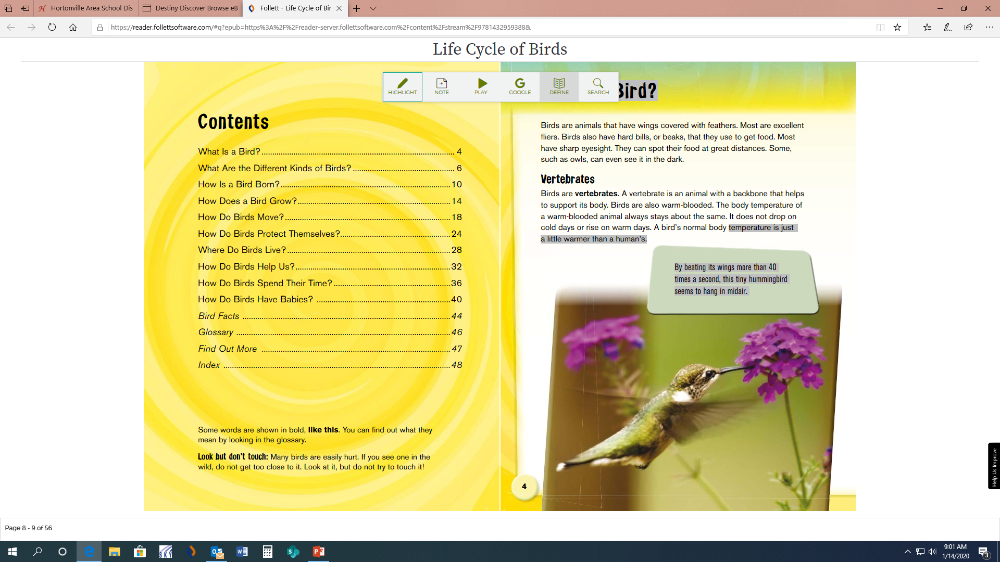 Hortonville Area School Dis
Destiny Discover Browse eB
Follett - Life Cycle of Bir
https://reader.follettsoftware.com/#q?epub=https%3A%2F%2Freader-server.follettsoftware.com%2Fcontent%2Fstream%2F9781432959388&
Life Cycle of Birds
HIGHLIGHT
NOTE
PLAY
GOOGLE
DEFINE
SEARCH
Contents
What Is a Bird? 4
What Are the Different Kinds of Birds? 6
How Is a Bird Born? 10
How Does a Bird Grow? 14
How Do Birds Move? 18
How Do Birds Protect Themselves? 24
Where Do Birds Live? 28
How Do Birds Help Us? 32
How Do Birds Spend Their Time? 36
How Do Birds Have Babies? 40
Bird Facts 44
Glossary 46
Find Out More 47
Index 48
Some words are shown in bold, like this. You can find out what they
mean by looking in the glossary.
Look but don't touch: Many birds are easily hurt. If you see one in the
wild, do not get too close to it. Look at it, but do not try to touch it!
Bird?
Birds are animals that have wings covered with feathers. Most are excellent
fliers. Birds also have hard bills, or beaks, that they use to get food. Most
have sharp eyesight. They can spot their food at great distances. Some,
such as owls, can even see it in the dark.
Vertebrates
Birds are vertebrates. A vertebrate is an animal with a backbone that helps
to support its body. Birds are also warm-blooded. The body temperature of
a warm-blooded animal always stays about the same. It does not drop on
cold days or rise on warm days. A bird's normal body temperature is just
a little warmer than a human's.
By beating its wings more than 40
times a second, this tiny hummingbird
seems to hang in midair.
4
Help Us Improve
Page 8 - 9 of 56
SKY
9:01 AM
1/14/2020
3